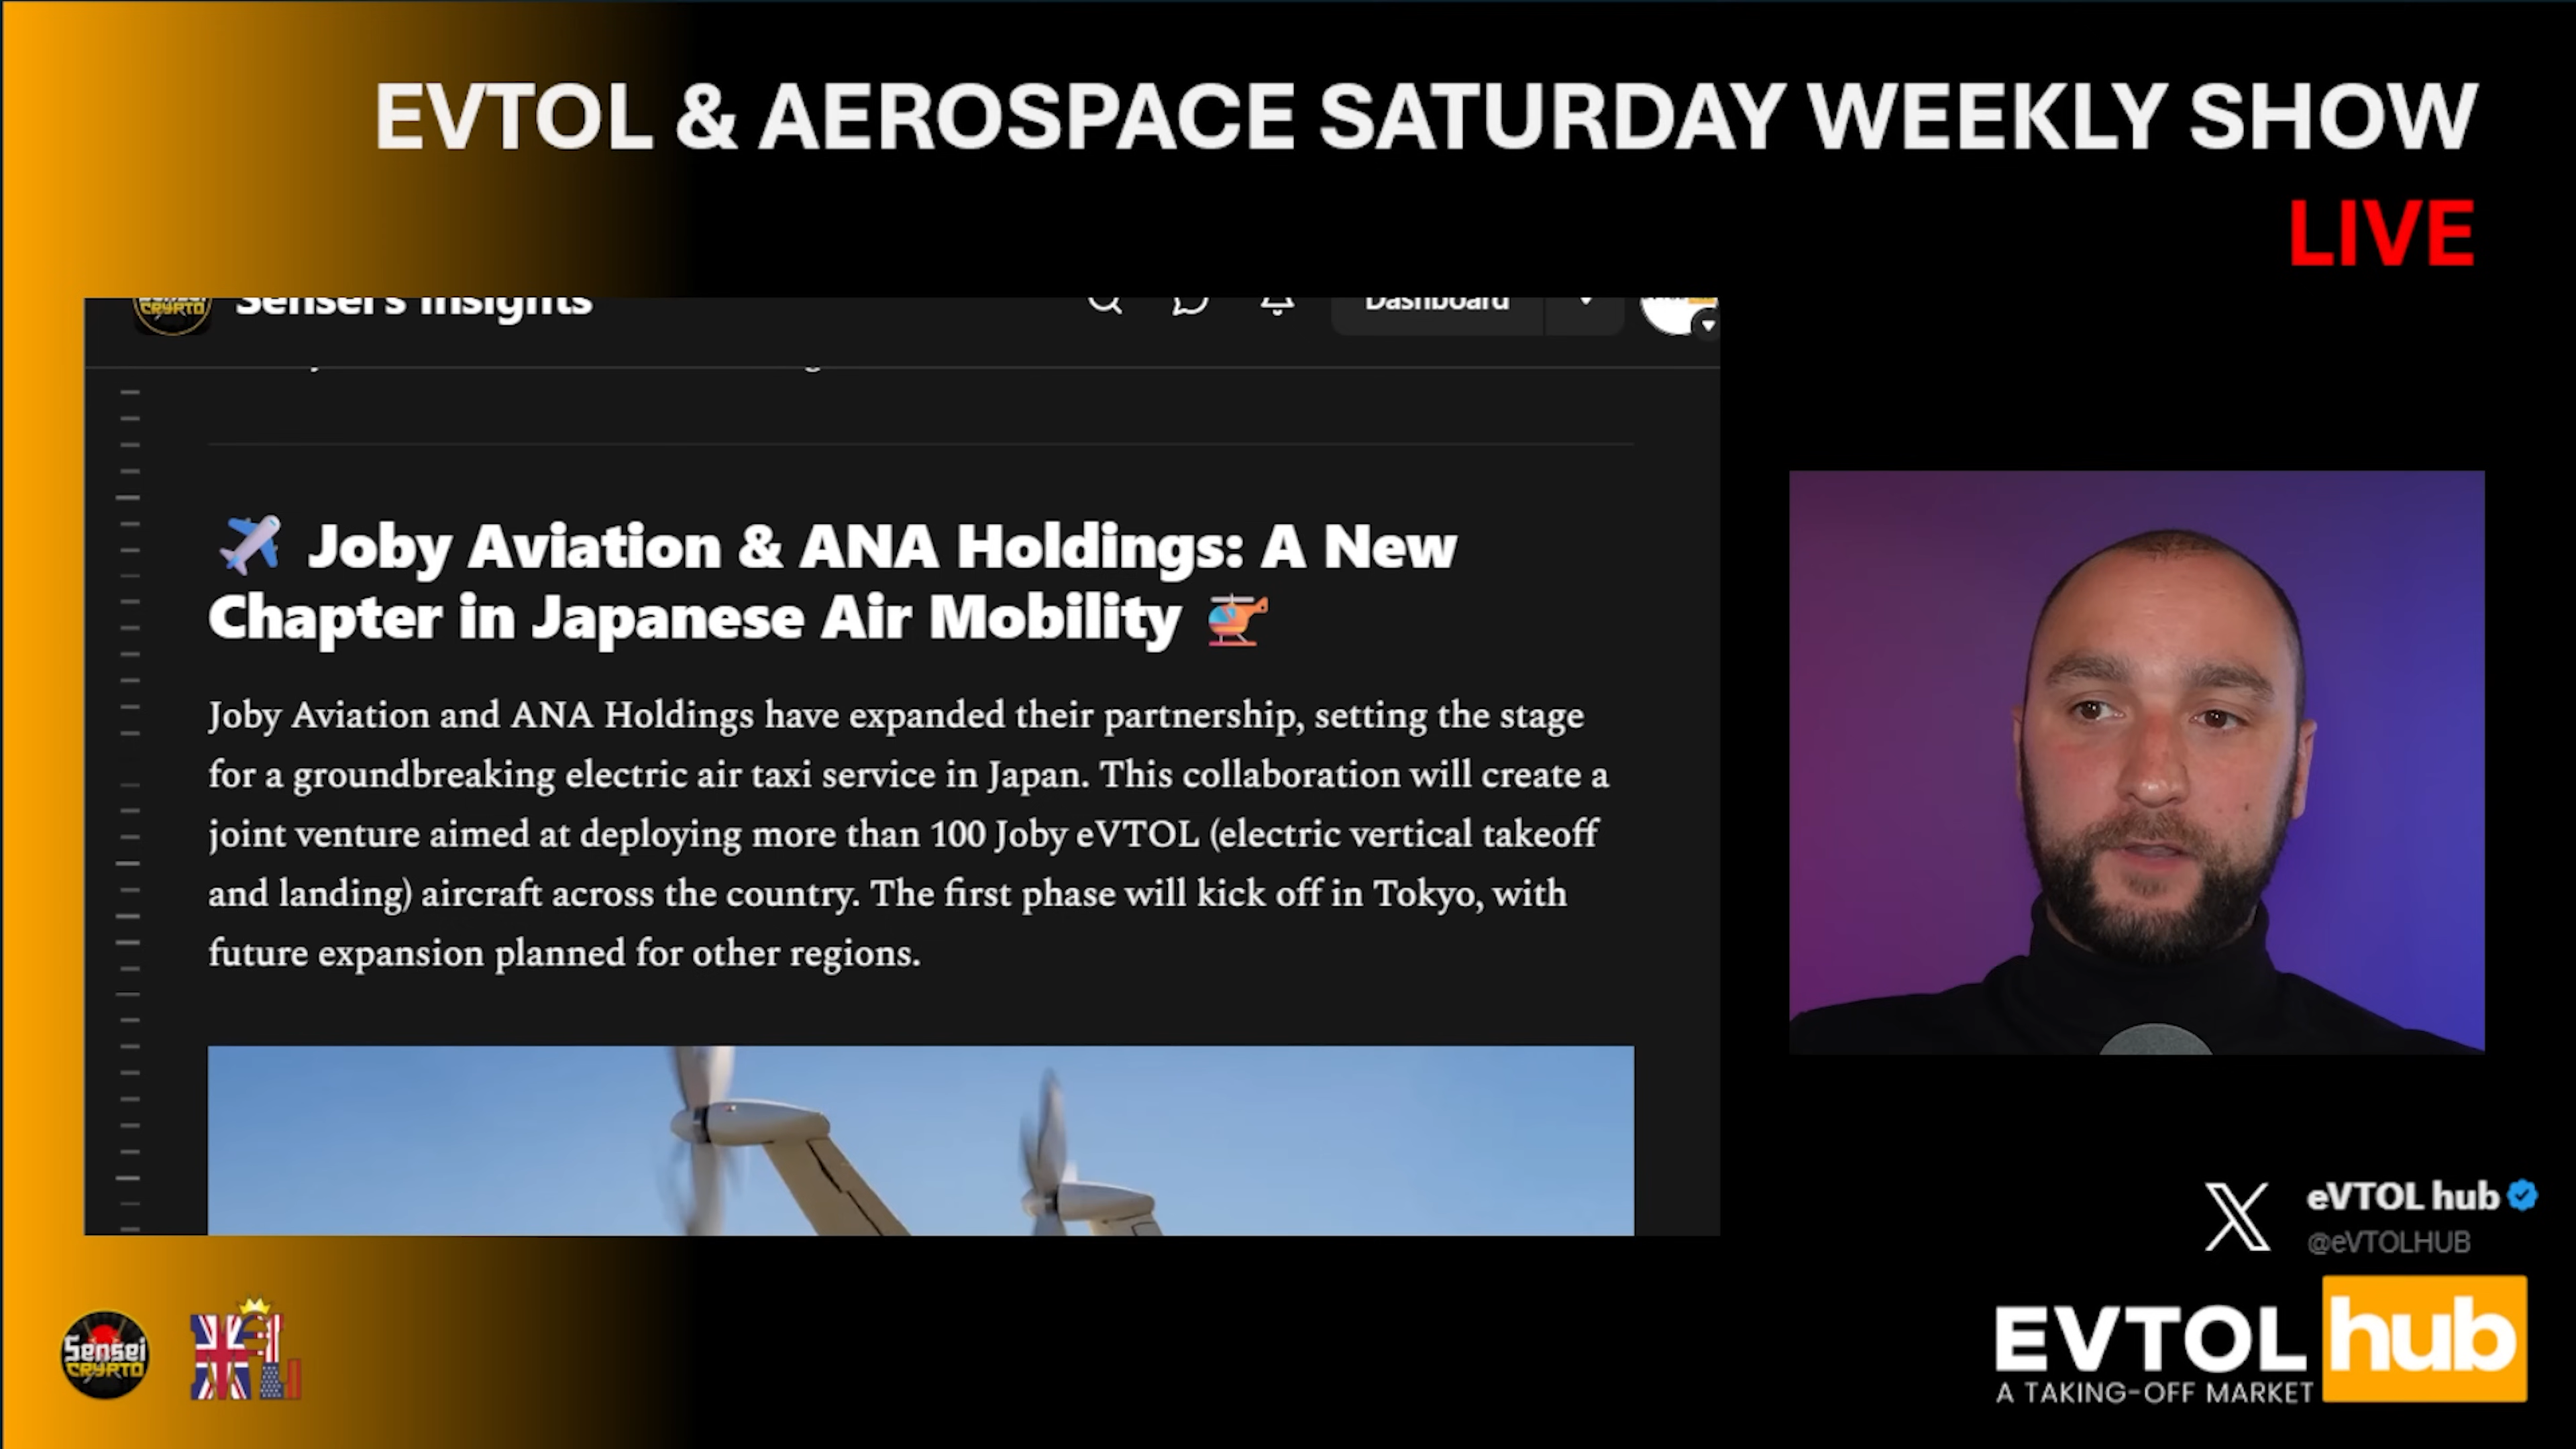 EVTOL & AEROSPACE SATURDAY WEEKLY SHOW
LIVE
Sensei's Insights
Dashboard
Joby Aviation & ANA Holdings: A New
Chapter in Japanese Air Mobility
Joby Aviation and ANA Holdings have expanded their partnership, setting the stage
for a groundbreaking electric air taxi service in Japan. This collaboration will create a
joint venture aimed at deploying more than 100 Joby eVTOL (electric vertical takeoff
and landing) aircraft across the country. The first phase will kick off in Tokyo, with
future expansion planned for other regions.
eVTOL hub
@eVTOLHUB
Sensei
CRYPTO
EVTOL hub
A TAKING-OFF MARKET